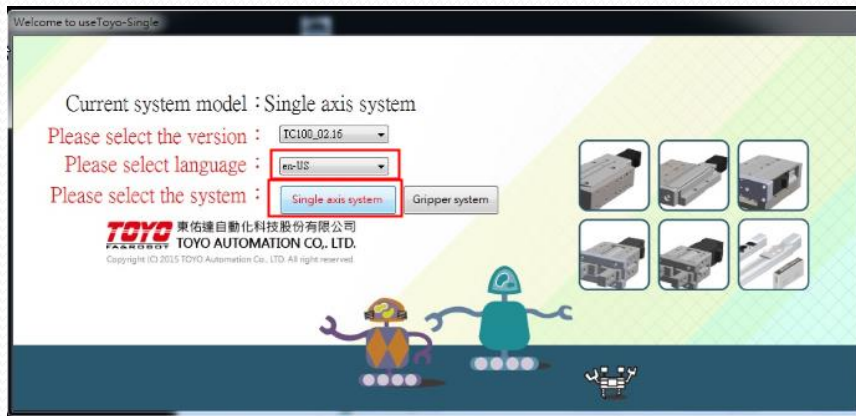 Welcome to useToyo-Single
Current system model：Single axis system
Please select the version： TC100_02.16
Please select language： en-US
Please select the system： Single axis system Gripper system
TOYO 東佑達自動化科技股份有限公司
FA&ROBOT TOYO AUTOMATION CO,. LTD.
Copyright (C) 2015 TOYO Automation Co., LTD. All right reserved.